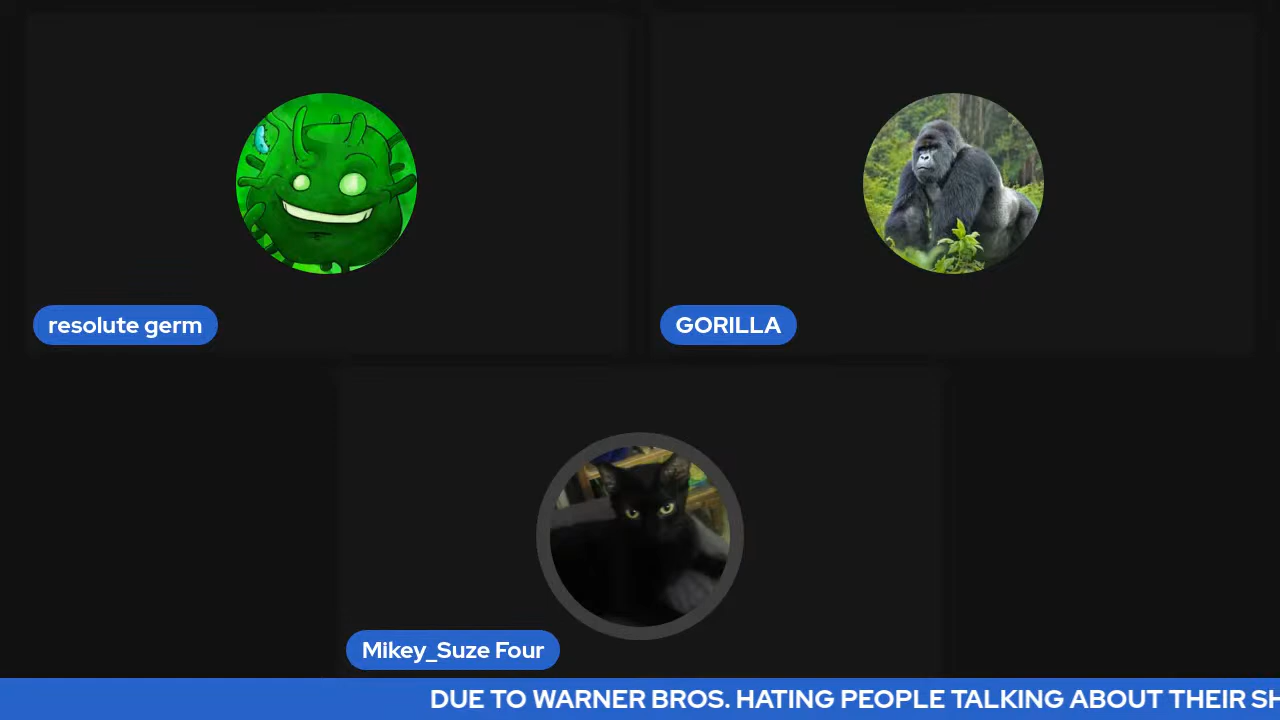 resolute germ
GORILLA
Mikey_Suze Four
DUE TO WARNER BROS. HATING PEOPLE TALKING ABOUT THEIR